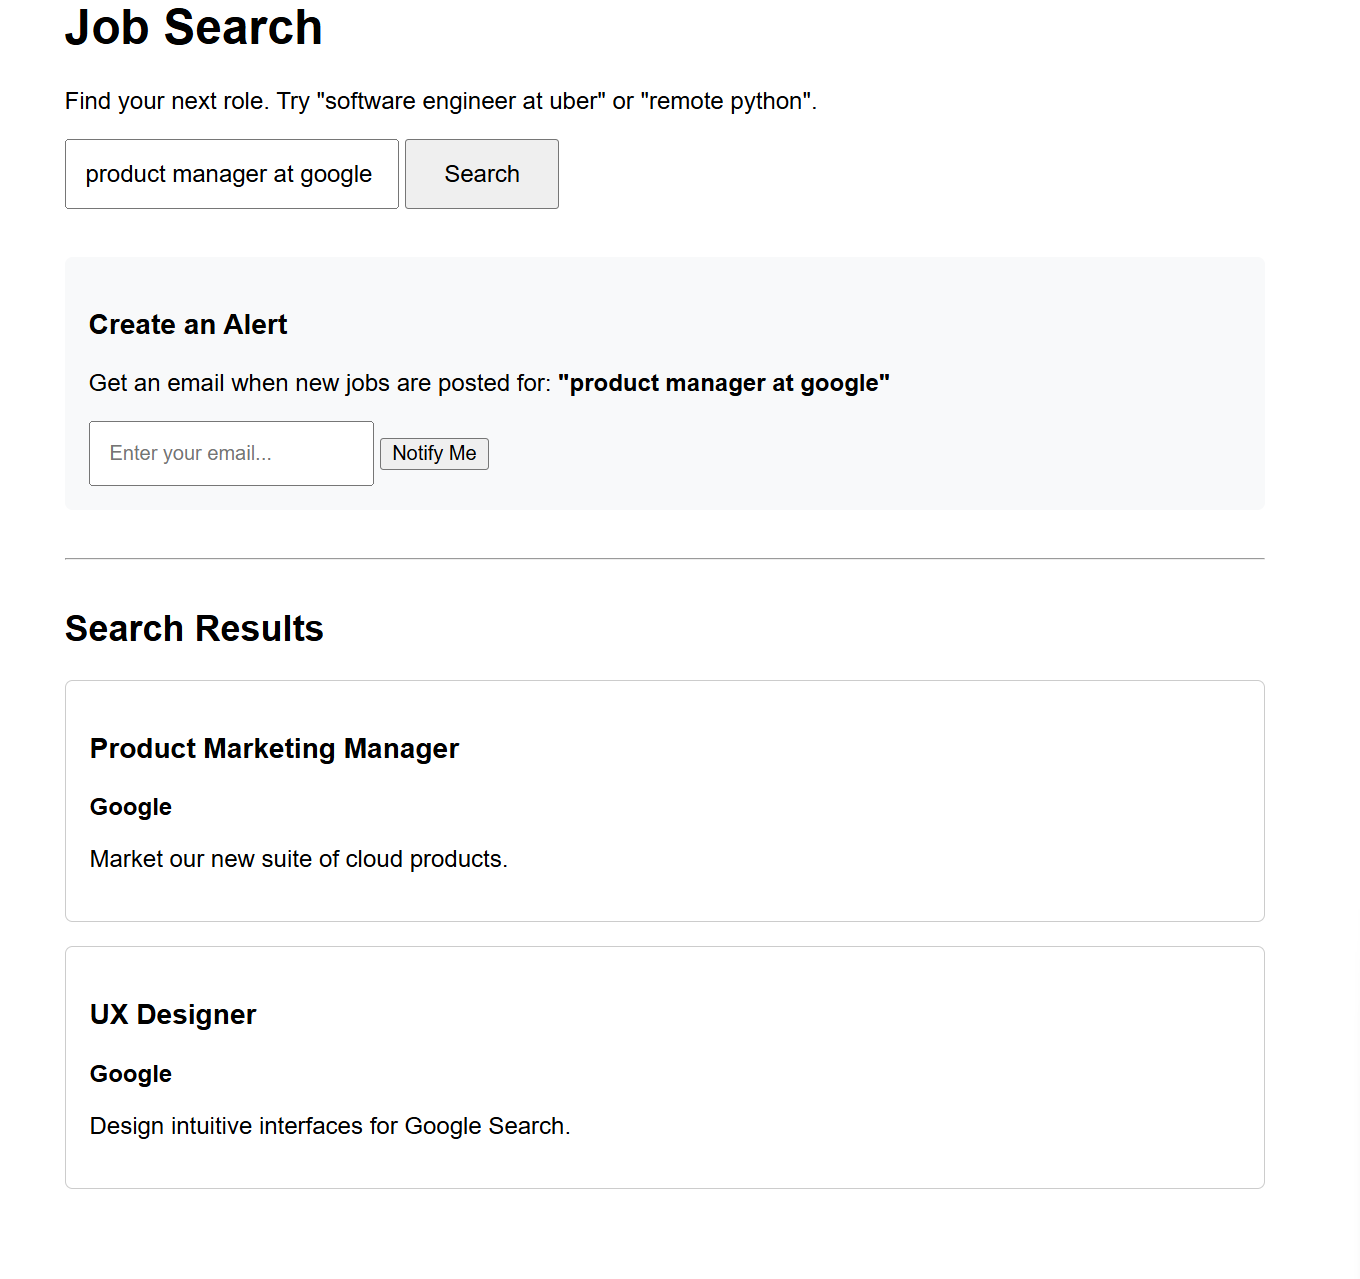 Job Search
Find your next role. Try "software engineer at uber" or "remote python".
product manager at google Search
Create an Alert
Get an email when new jobs are posted for: "product manager at google"
Enter your email... Notify Me
Search Results
Product Marketing Manager
Google
Market our new suite of cloud products.
UX Designer
Google
Design intuitive interfaces for Google Search.